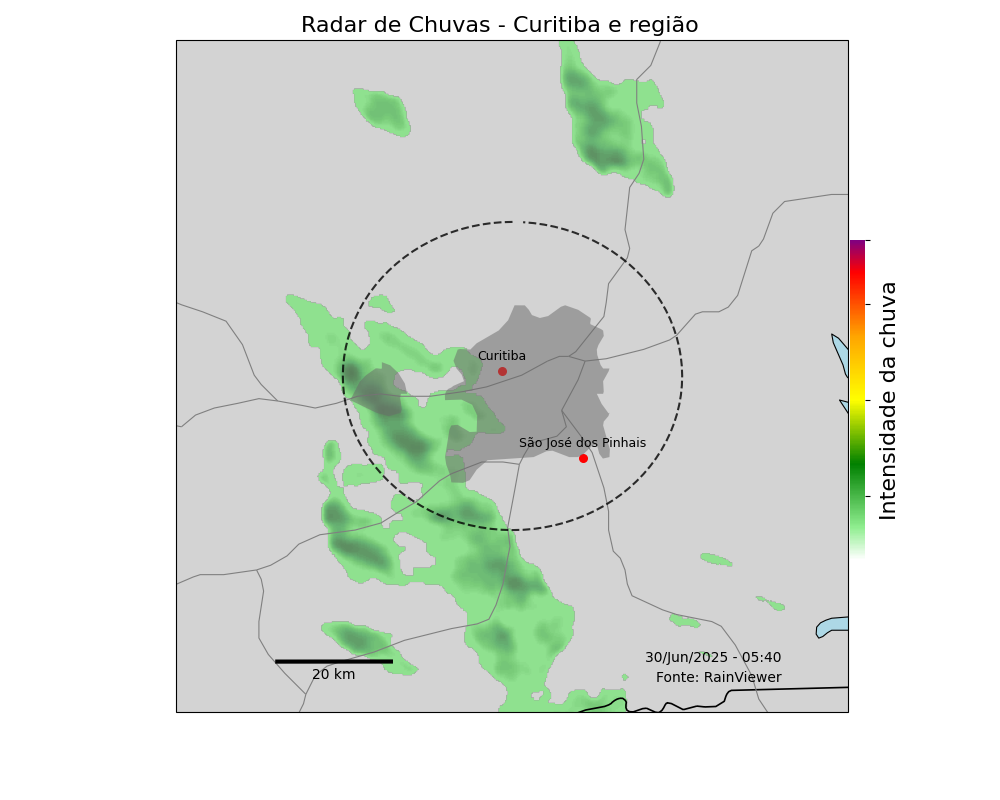 Radar de Chuvas - Curitiba e região
Curitiba
São José dos Pinhais
Intensidade da chuva
30/Jun/2025 - 05:40
Fonte: RainViewer
20 km